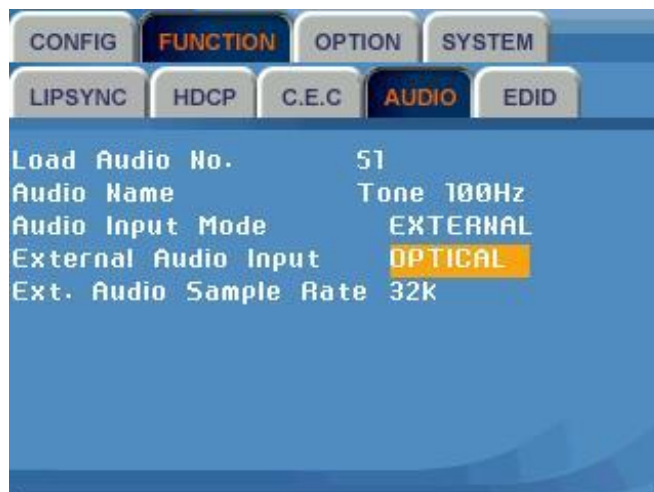 CONFIG FUNCTION OPTION SYSTEM
LIPSYNC HDCP C.E.C AUDIO EDID
Load Audio No. 51
Audio Name Tone 100Hz
Audio Input Mode EXTERNAL
External Audio Input OPTICAL
Ext. Audio Sample Rate 32K